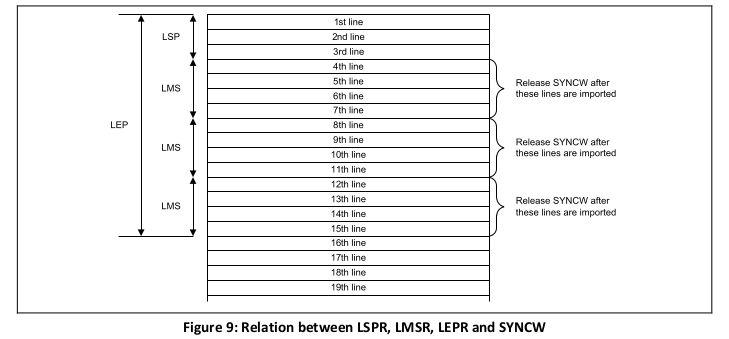 1st line
LSP
2nd line
3rd line
4th line
5th line
LMS
6th line
Release SYNCW after
these lines are imported
7th line
LEP
8th line
9th line
LMS
10th line
Release SYNCW after
these lines are imported
11th line
12th line
13th line
LMS
14th line
Release SYNCW after
these lines are imported
15th line
16th line
17th line
18th line
19th line
Figure 9: Relation between LSPR, LMSR, LEPR and SYNCW